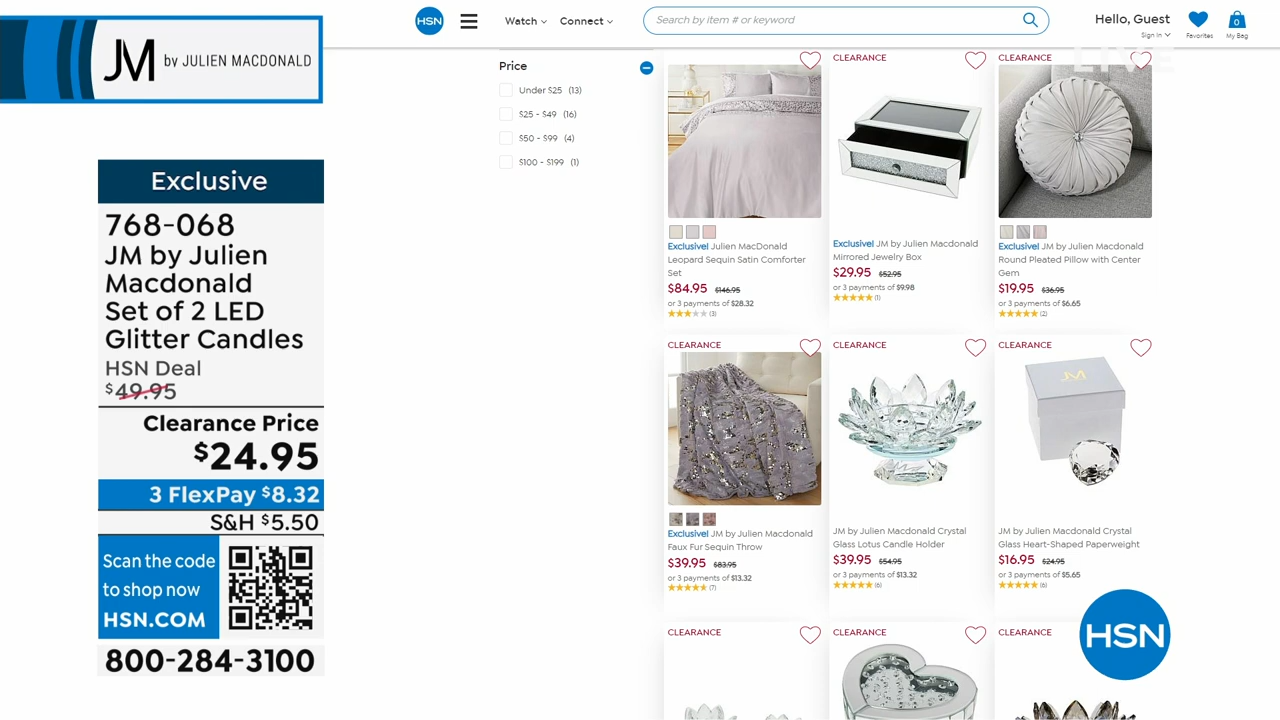 JM by JULIEN MACDONALD
Exclusive
768-068
JM by Julien
Macdonald
Set of 2 LED
Glitter Candles
HSN Deal
$49.95
Clearance Price
$24.95
3 FlexPay $8.32
S&H $5.50
Scan the code
to shop now
HSN.COM
800-284-3100
HSN
Watch
Connect
Search by item # or keyword
Hello, Guest
Sign in
Favorites
0
My Bag
LIVE
Price
Under $25 (13)
$25 - $49 (16)
$50 - $99 (4)
$100 - $199 (1)
Exclusive! Julien MacDonald
Leopard Sequin Satin Comforter
Set
$84.95 $146.95
or 3 payments of $28.32
(3)
CLEARANCE
Exclusive! JM by Julien Macdonald
Mirrored Jewelry Box
$29.95 $52.95
or 3 payments of $9.98
(1)
CLEARANCE
Exclusive! JM by Julien Macdonald
Round Pleated Pillow with Center
Gem
$19.95 $36.95
or 3 payments of $6.65
(2)
CLEARANCE
Exclusive! JM by Julien Macdonald
Faux Fur Sequin Throw
$39.95 $83.95
or 3 payments of $13.32
(7)
CLEARANCE
JM by Julien Macdonald Crystal
Glass Lotus Candle Holder
$39.95 $54.95
or 3 payments of $13.32
(6)
CLEARANCE
JM
JM by Julien Macdonald Crystal
Glass Heart-Shaped Paperweight
$16.95 $24.95
or 3 payments of $5.65
(6)
CLEARANCE
CLEARANCE
CLEARANCE
HSN